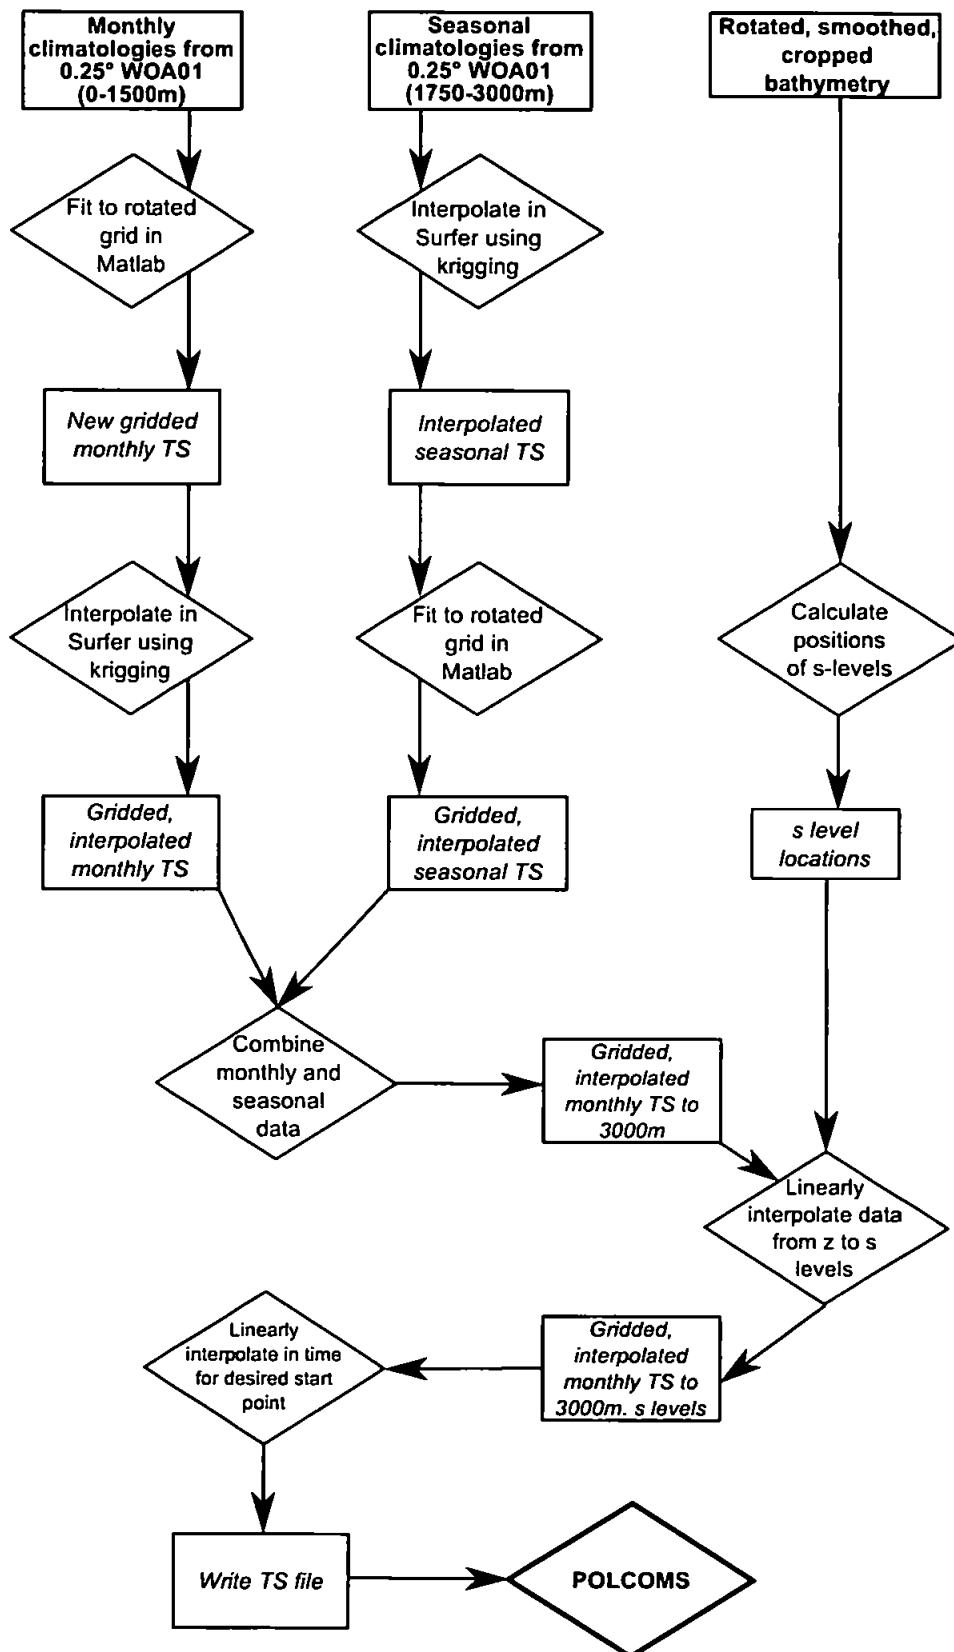 Monthly
climatologies from
0.25° WOA01
(0-1500m)
Seasonal
climatologies from
0.25° WOA01
(1750-3000m)
Rotated, smoothed,
cropped
bathymetry
Fit to rotated
grid in
Matlab
Interpolate in
Surfer using
krigging
New gridded
monthly TS
Interpolated
seasonal TS
Interpolate in
Surfer using
krigging
Fit to rotated
grid in
Matlab
Calculate
positions
of s-levels
Gridded,
interpolated
monthly TS
Gridded,
interpolated
seasonal TS
s level
locations
Combine
monthly and
seasonal
data
Gridded,
interpolated
monthly TS to
3000m
Linearly
interpolate data
from z to s
levels
Linearly
interpolate in time
for desired start
point
Gridded,
interpolated
monthly TS to
3000m. s levels
Write TS file
POLCOMS